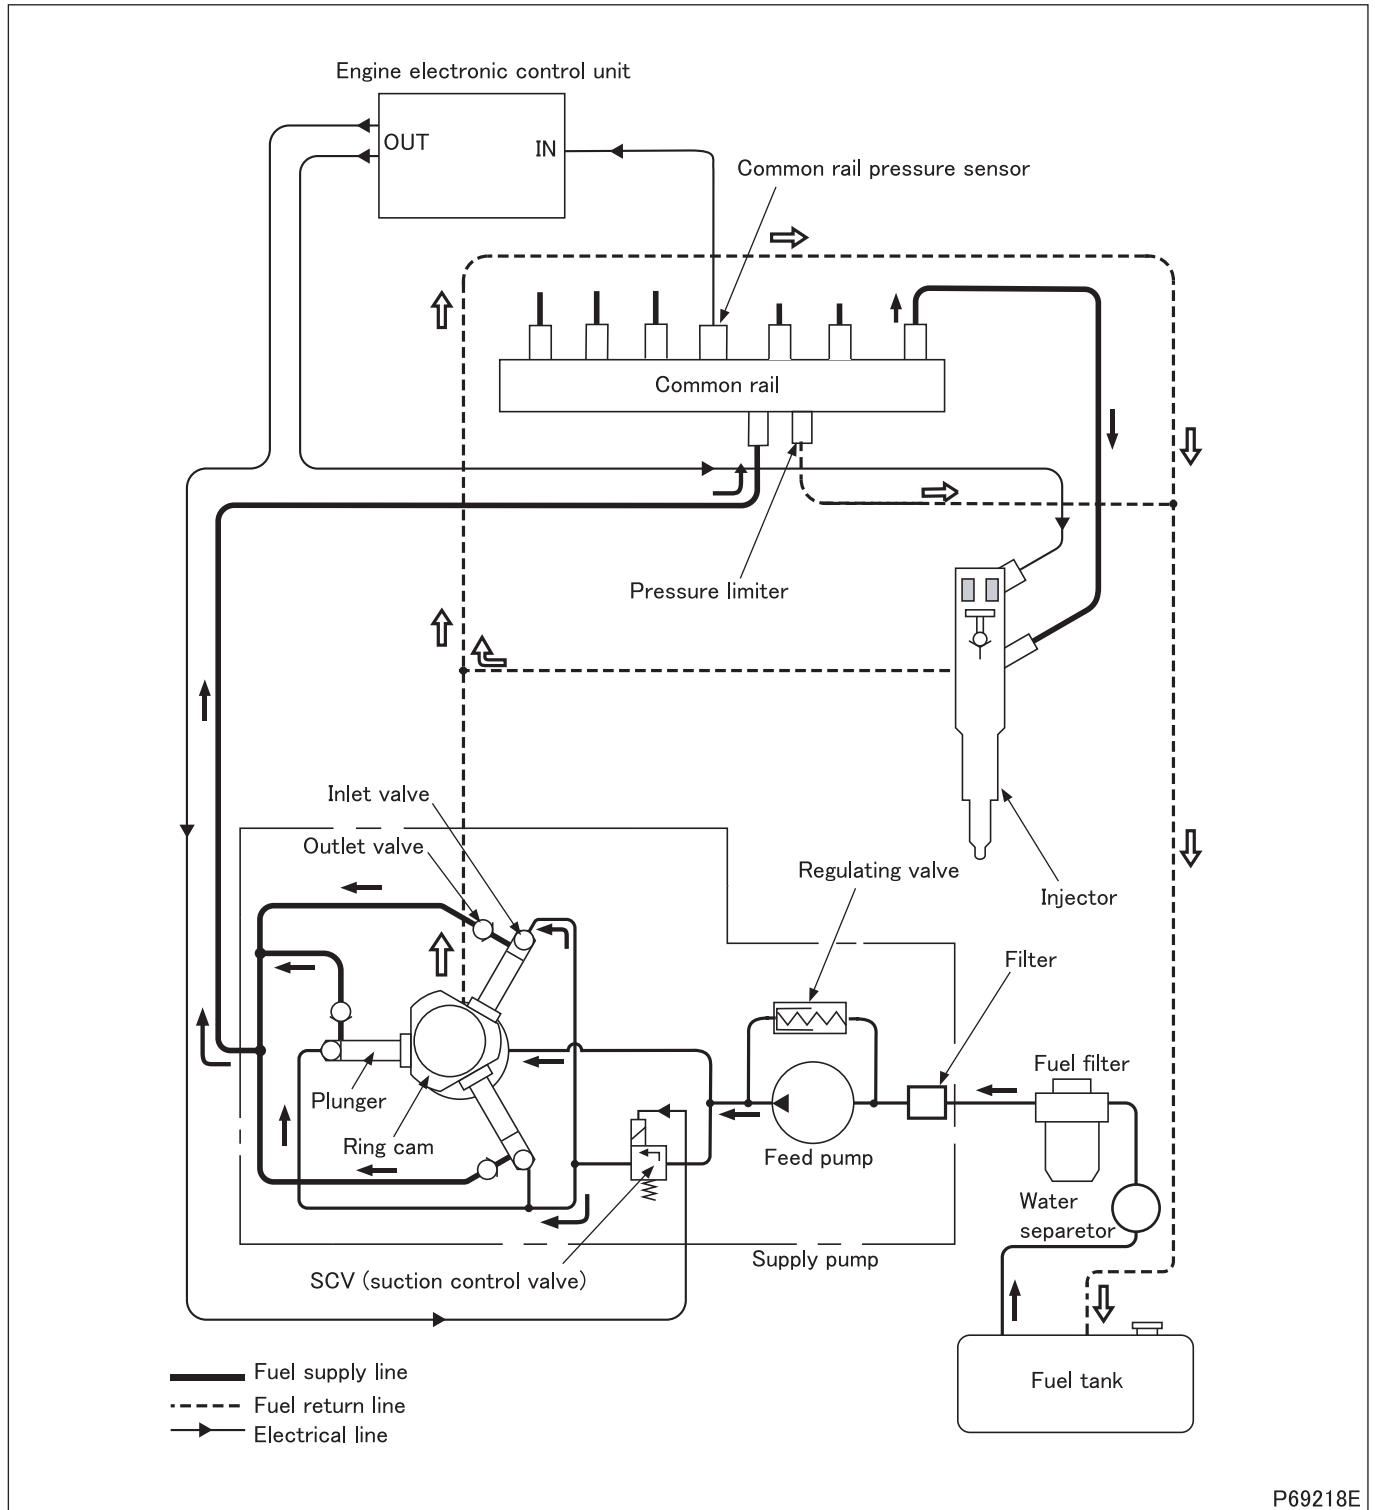 Engine electronic control unit
OUT
IN
Common rail pressure sensor
Common rail
Pressure limiter
Inlet valve
Outlet valve
Regulating valve
Injector
Filter
Fuel filter
Plunger
Ring cam
Feed pump
Water
separetor
Supply pump
SCV (suction control valve)
Fuel supply line
Fuel return line
Electrical line
Fuel tank
P69218E